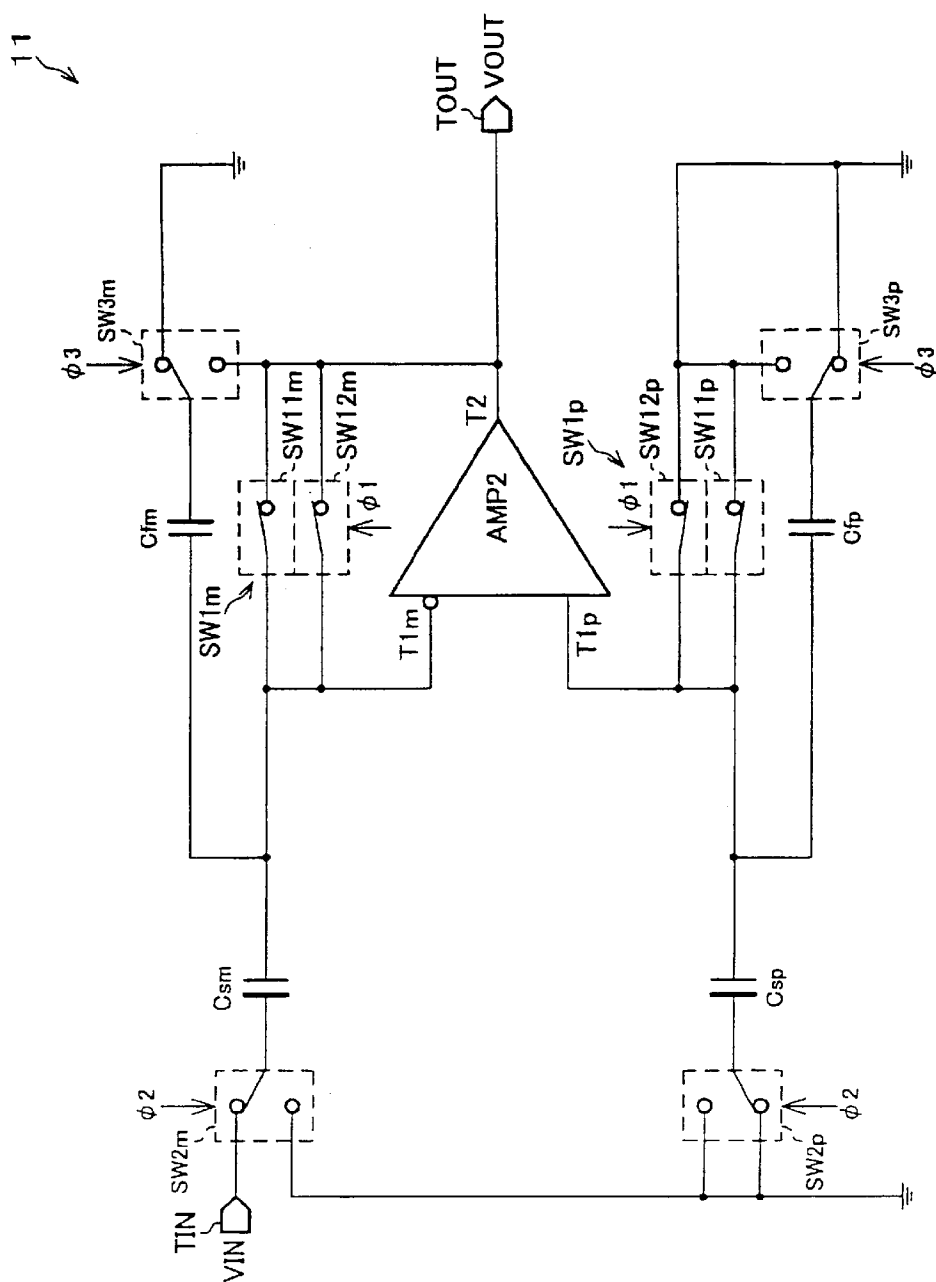 11
SW3m
φ3
Cfm
SW11m
SW12m
φ1
SW1m
TOUT
VOUT
T2
AMP2
T1m
T1p
SW1p
φ1
SW12p
SW11p
Cfp
SW3p
φ3
Csm
φ2
SW2m
TIN
VIN
Csp
φ2
SW2p